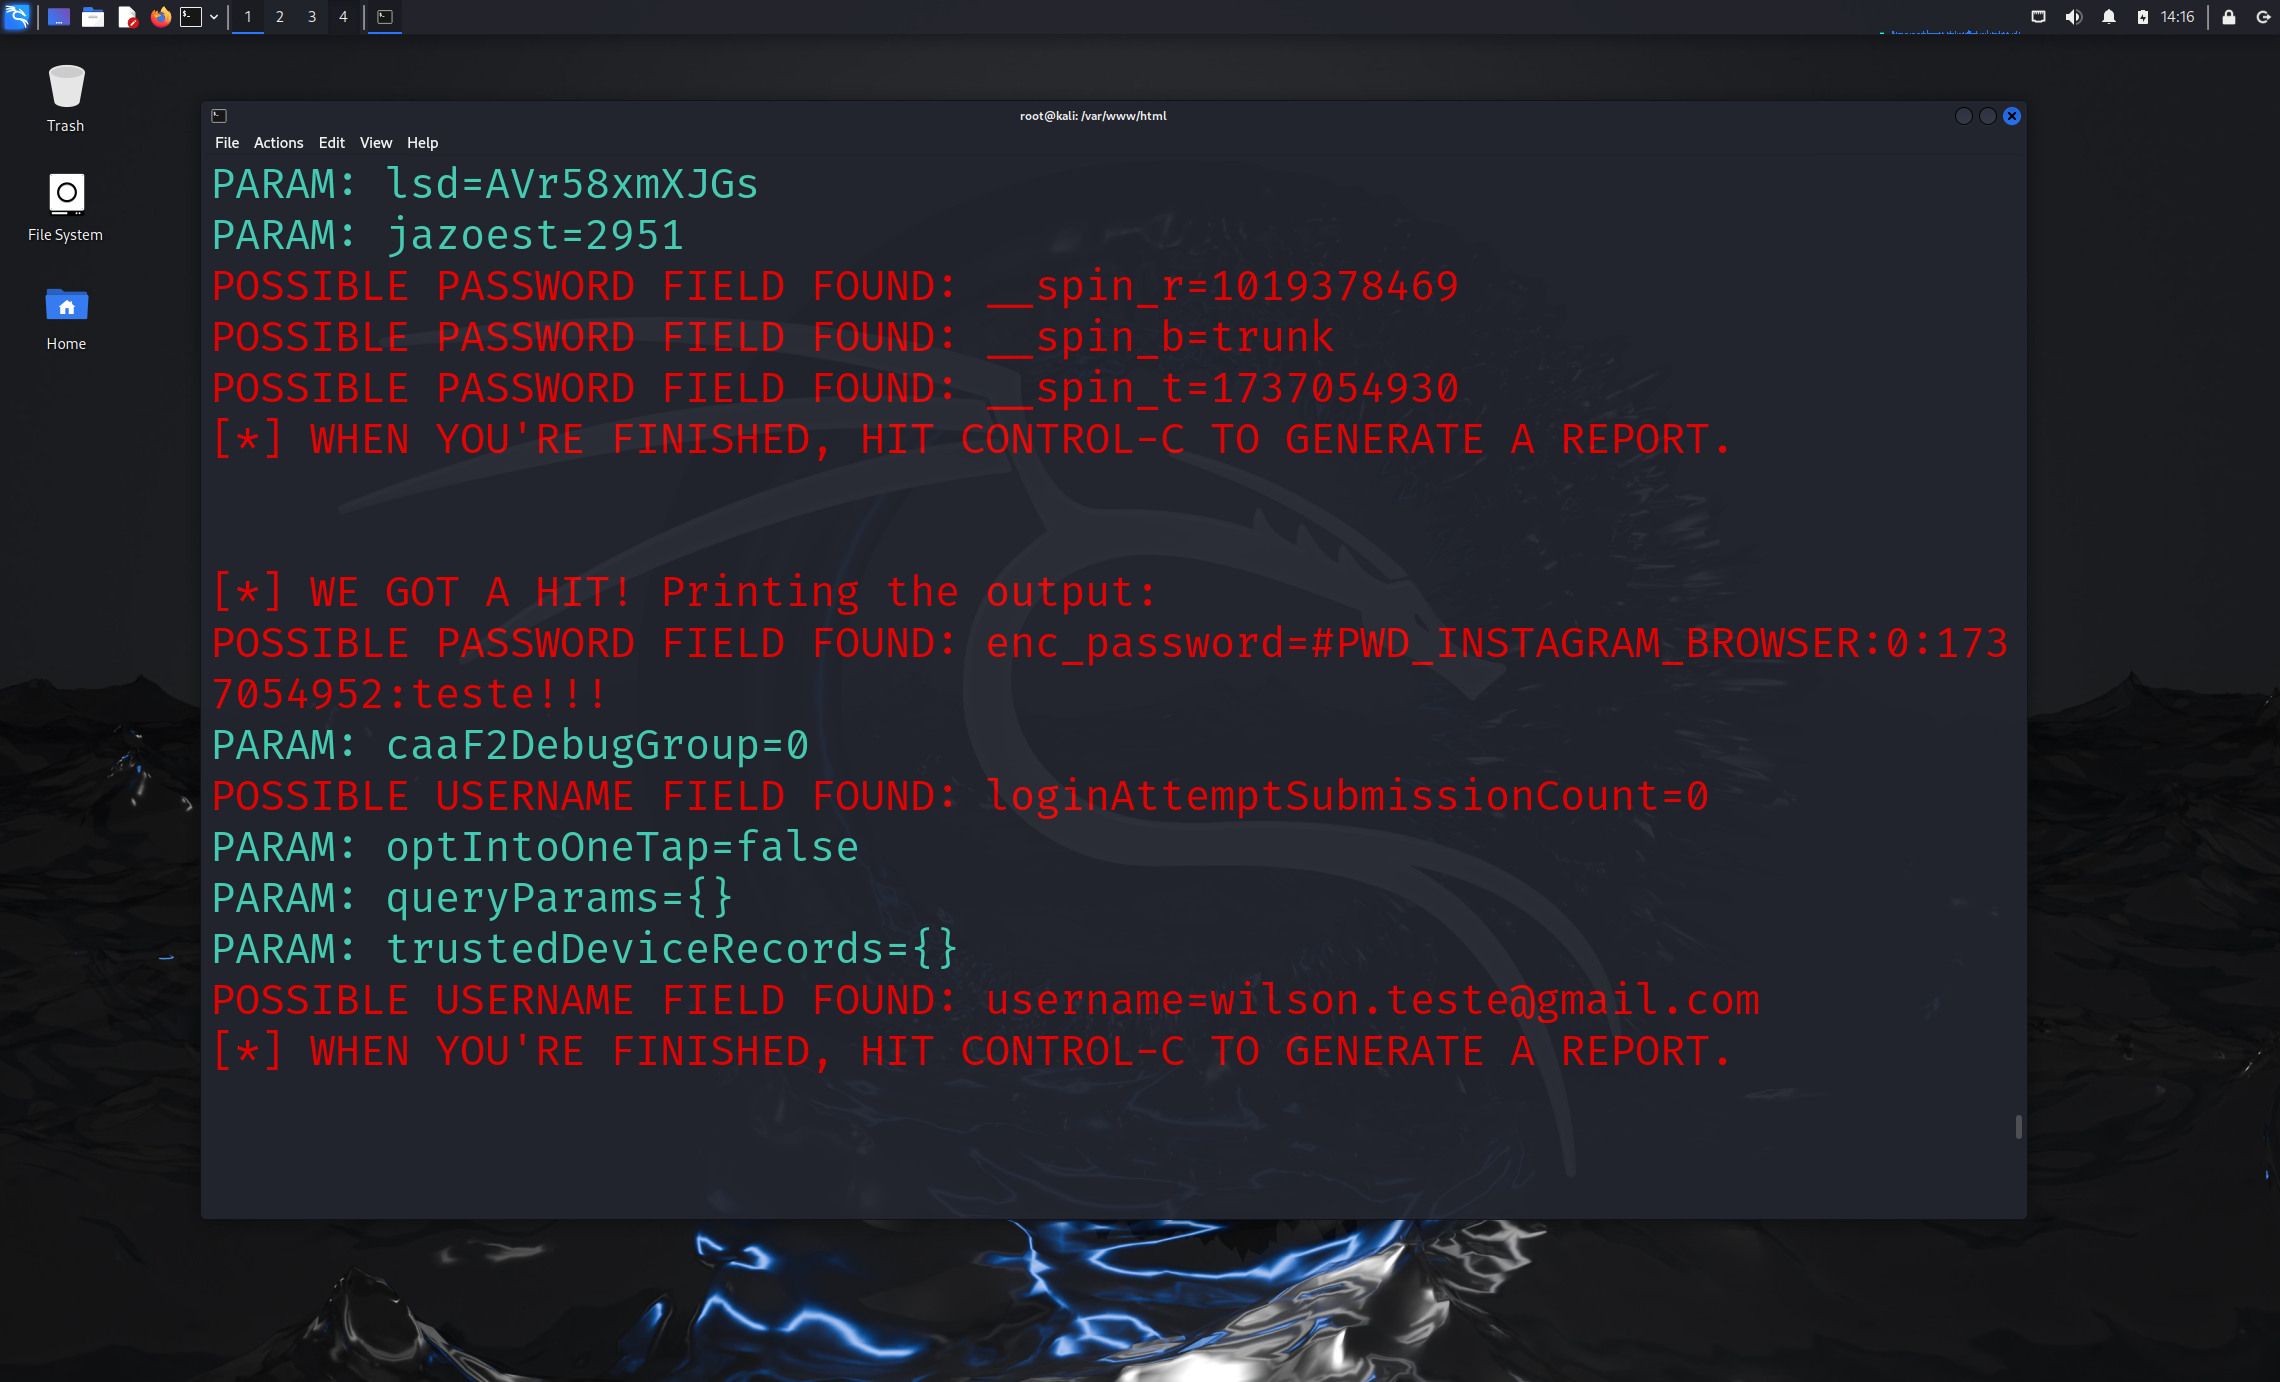 1 2 3 4
14:16
Trash
File System
Home
root@kali: /var/www/html
File Actions Edit View Help
PARAM: lsd=AVr58xmXJGs
PARAM: jazoest=2951
POSSIBLE PASSWORD FIELD FOUND: __spin_r=1019378469
POSSIBLE PASSWORD FIELD FOUND: __spin_b=trunk
POSSIBLE PASSWORD FIELD FOUND: __spin_t=1737054930
[*] WHEN YOU'RE FINISHED, HIT CONTROL-C TO GENERATE A REPORT.
[*] WE GOT A HIT! Printing the output:
POSSIBLE PASSWORD FIELD FOUND: enc_password=#PWD_INSTAGRAM_BROWSER:0:173
7054952:teste!!!
PARAM: caaF2DebugGroup=0
POSSIBLE USERNAME FIELD FOUND: loginAttemptSubmissionCount=0
PARAM: optIntoOneTap=false
PARAM: queryParams={}
PARAM: trustedDeviceRecords={}
POSSIBLE USERNAME FIELD FOUND: username=wilson.teste@gmail.com
[*] WHEN YOU'RE FINISHED, HIT CONTROL-C TO GENERATE A REPORT.